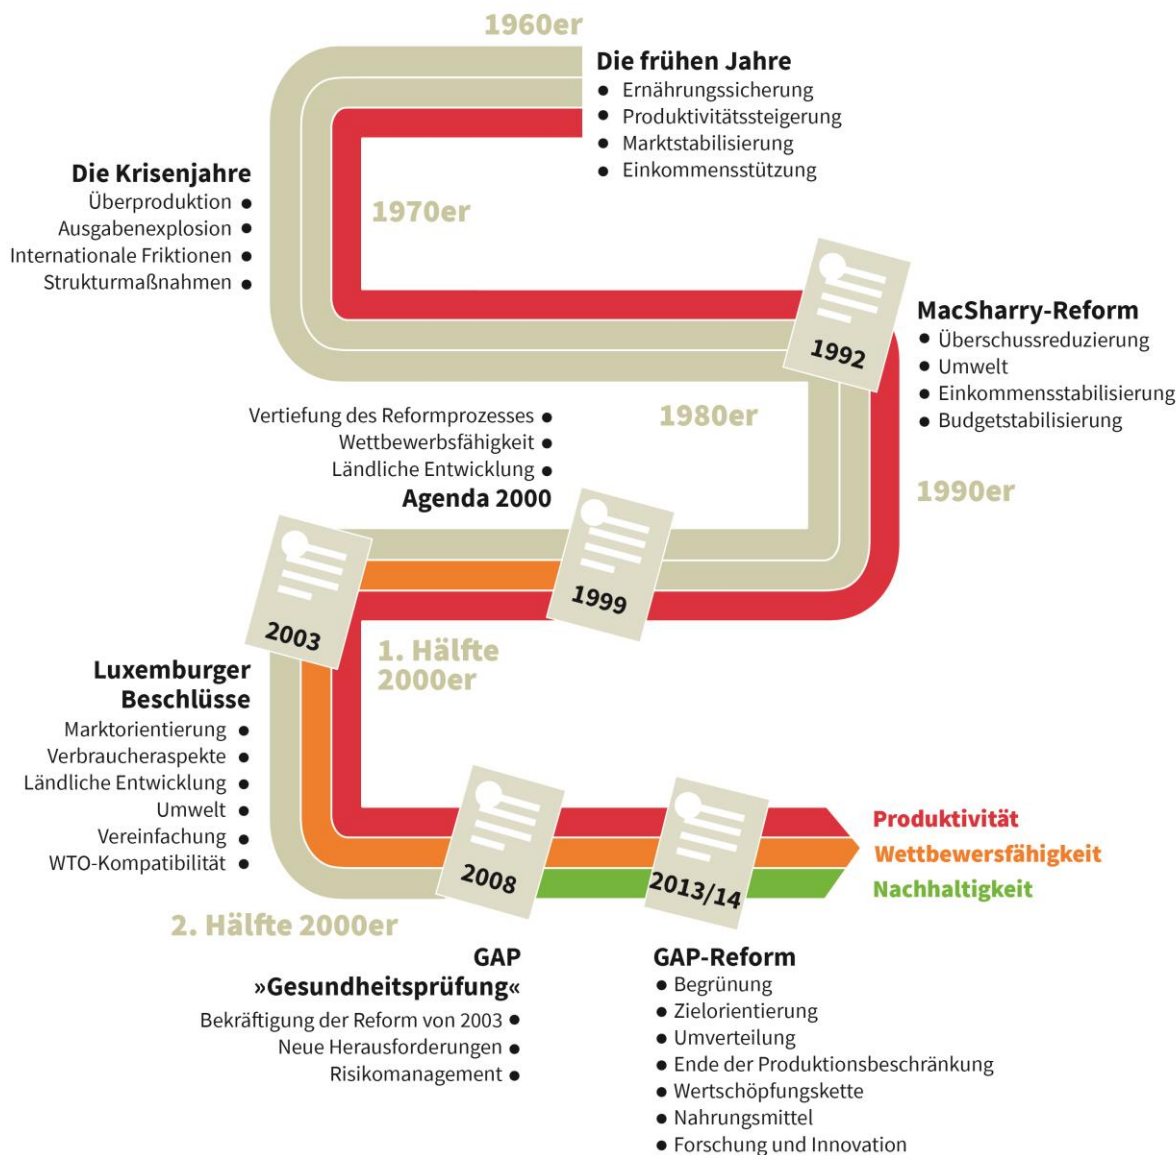 1960er
Die frühen Jahre
• Ernährungssicherung
• Produktivitätssteigerung
• Marktstabilisierung
• Einkommensstützung
Die Krisenjahre
Überproduktion •
Ausgabenexplosion •
Internationale Friktionen •
Strukturmaßnahmen •
1970er
1992
MacSharry-Reform
• Überschussreduzierung
• Umwelt
• Einkommensstabilisierung
• Budgetstabilisierung
1980er
1990er
Vertiefung des Reformprozesses •
Wettbewerbsfähigkeit •
Ländliche Entwicklung •
Agenda 2000
1999
2003
1. Hälfte
2000er
Luxemburger
Beschlüsse
Marktorientierung •
Verbraucheraspekte •
Ländliche Entwicklung •
Umwelt •
Vereinfachung •
WTO-Kompatibilität •
2008
2013/14
Produktivität
Wettbewersfähigkeit
Nachhaltigkeit
2. Hälfte 2000er
GAP
»Gesundheitsprüfung«
Bekräftigung der Reform von 2003 •
Neue Herausforderungen •
Risikomanagement •
GAP-Reform
• Begrünung
• Zielorientierung
• Umverteilung
• Ende der Produktionsbeschränkung
• Wertschöpfungskette
• Nahrungsmittel
• Forschung und Innovation